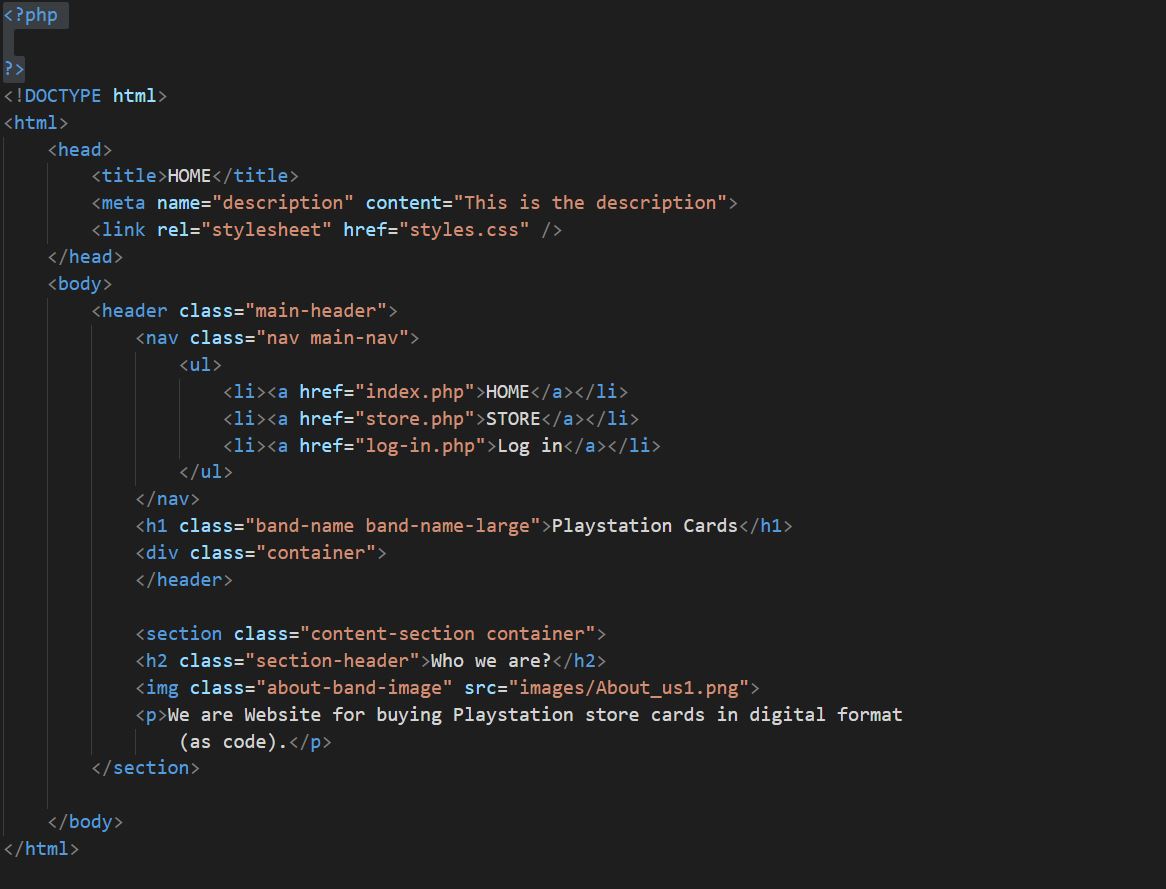 <?php

?>
<!DOCTYPE html>
<html>
    <head>
        <title>HOME</title>
        <meta name="description" content="This is the description">
        <link rel="stylesheet" href="styles.css" />
    </head>
    <body>
        <header class="main-header">
            <nav class="nav main-nav">
                <ul>
                    <li><a href="index.php">HOME</a></li>
                    <li><a href="store.php">STORE</a></li>
                    <li><a href="log-in.php">Log in</a></li>
                </ul>
            </nav>
            <h1 class="band-name band-name-large">Playstation Cards</h1>
            <div class="container">
            </header>

            <section class="content-section container">
            <h2 class="section-header">Who we are?</h2>
            <img class="about-band-image" src="images/About_us1.png">
            <p>We are Website for buying Playstation store cards in digital format
                (as code).</p>
        </section>

    </body>
</html>